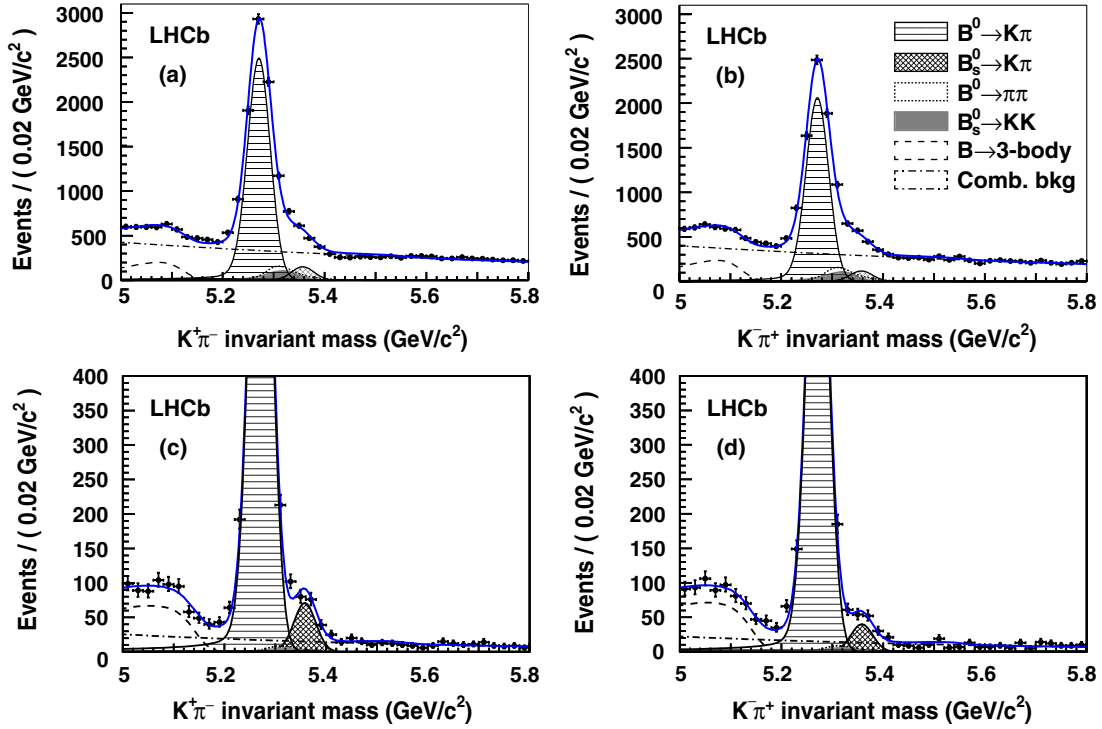 LHCb
(a)
3000
2500
2000
1500
1000
500
0
5 5.2 5.4 5.6 5.8
Events / ( 0.02 GeV/c²)
K⁺π⁻ invariant mass (GeV/c²)
LHCb
(b)
3000
2500
2000
1500
1000
500
0
5 5.2 5.4 5.6 5.8
Events / ( 0.02 GeV/c²)
K⁻π⁺ invariant mass (GeV/c²)
B⁰→Kπ
B⁰ₛ→Kπ
B⁰→ππ
B⁰ₛ→KK
B→3-body
Comb. bkg
LHCb
(c)
400
350
300
250
200
150
100
50
0
5 5.2 5.4 5.6 5.8
Events / ( 0.02 GeV/c²)
K⁺π⁻ invariant mass (GeV/c²)
LHCb
(d)
400
350
300
250
200
150
100
50
0
5 5.2 5.4 5.6 5.8
Events / ( 0.02 GeV/c²)
K⁻π⁺ invariant mass (GeV/c²)